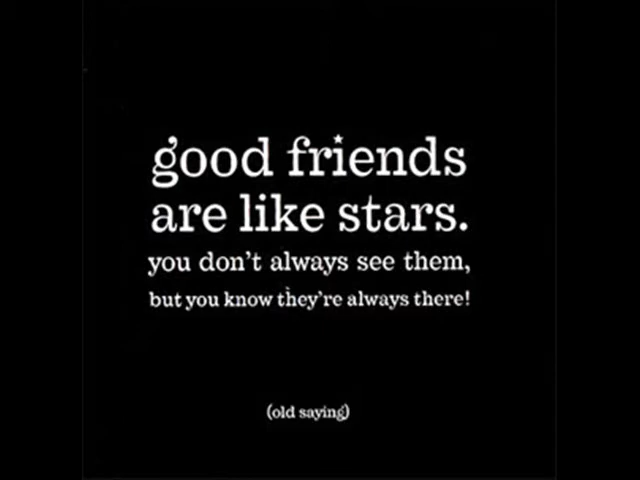 good friends
are like stars.
you don't always see them,
but you know they're always there!
(old saying)